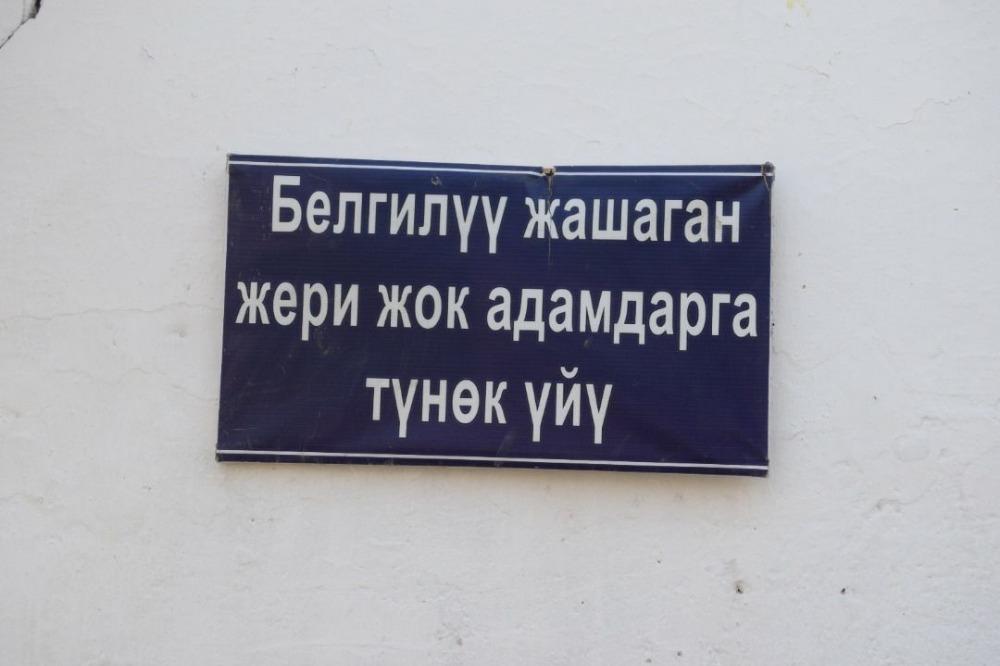 Белгилүү жашаган
жери жок адамдарга
түнөк үйү